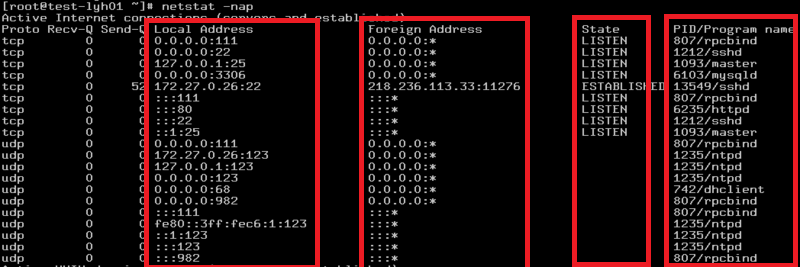 [root@test-lyh01 ~]# netstat -nap
Active Internet connections (servers and established)
Proto Recv-Q Send-Q Local Address Foreign Address State PID/Program name
tcp 0 0 0.0.0.0:111 0.0.0.0:* LISTEN 807/rpcbind
tcp 0 0 0.0.0.0:22 0.0.0.0:* LISTEN 1212/sshd
tcp 0 0 127.0.0.1:25 0.0.0.0:* LISTEN 1093/master
tcp 0 0 0.0.0.0:3306 0.0.0.0:* LISTEN 6103/mysqld
tcp 0 52 172.27.0.26:22 218.236.113.33:11276 ESTABLISHED 13549/sshd
tcp 0 0 :::111 :::* LISTEN 807/rpcbind
tcp 0 0 :::80 :::* LISTEN 6235/httpd
tcp 0 0 :::22 :::* LISTEN 1212/sshd
tcp 0 0 ::1:25 :::* LISTEN 1093/master
udp 0 0 0.0.0.0:111 0.0.0.0:* 807/rpcbind
udp 0 0 172.27.0.26:123 0.0.0.0:* 1235/ntpd
udp 0 0 127.0.0.1:123 0.0.0.0:* 1235/ntpd
udp 0 0 0.0.0.0:123 0.0.0.0:* 1235/ntpd
udp 0 0 0.0.0.0:68 0.0.0.0:* 742/dhclient
udp 0 0 0.0.0.0:982 0.0.0.0:* 807/rpcbind
udp 0 0 :::111 :::* 807/rpcbind
udp 0 0 fe80::3ff:fec6:1:123 :::* 1235/ntpd
udp 0 0 ::1:123 :::* 1235/ntpd
udp 0 0 :::123 :::* 1235/ntpd
udp 0 0 :::982 :::* 807/rpcbind